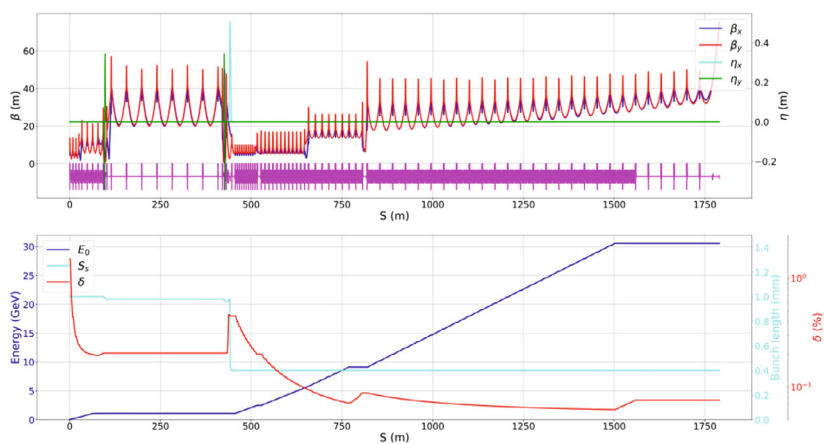 β (m)
60
40
20
0
β_x
β_y
η_x
η_y
0.4
0.2
0.0
−0.2
η (m)
0 250 500 750 1000 1250 1500 1750
S (m)
Energy (GeV)
30
25
20
15
10
5
0
E_0
S_s
δ
1.4
1.2
1.0
0.8
0.6
0.4
0.2
0.0
Bunch length (mm)
10^0
10^−1
δ (%)
0 250 500 750 1000 1250 1500 1750
S (m)